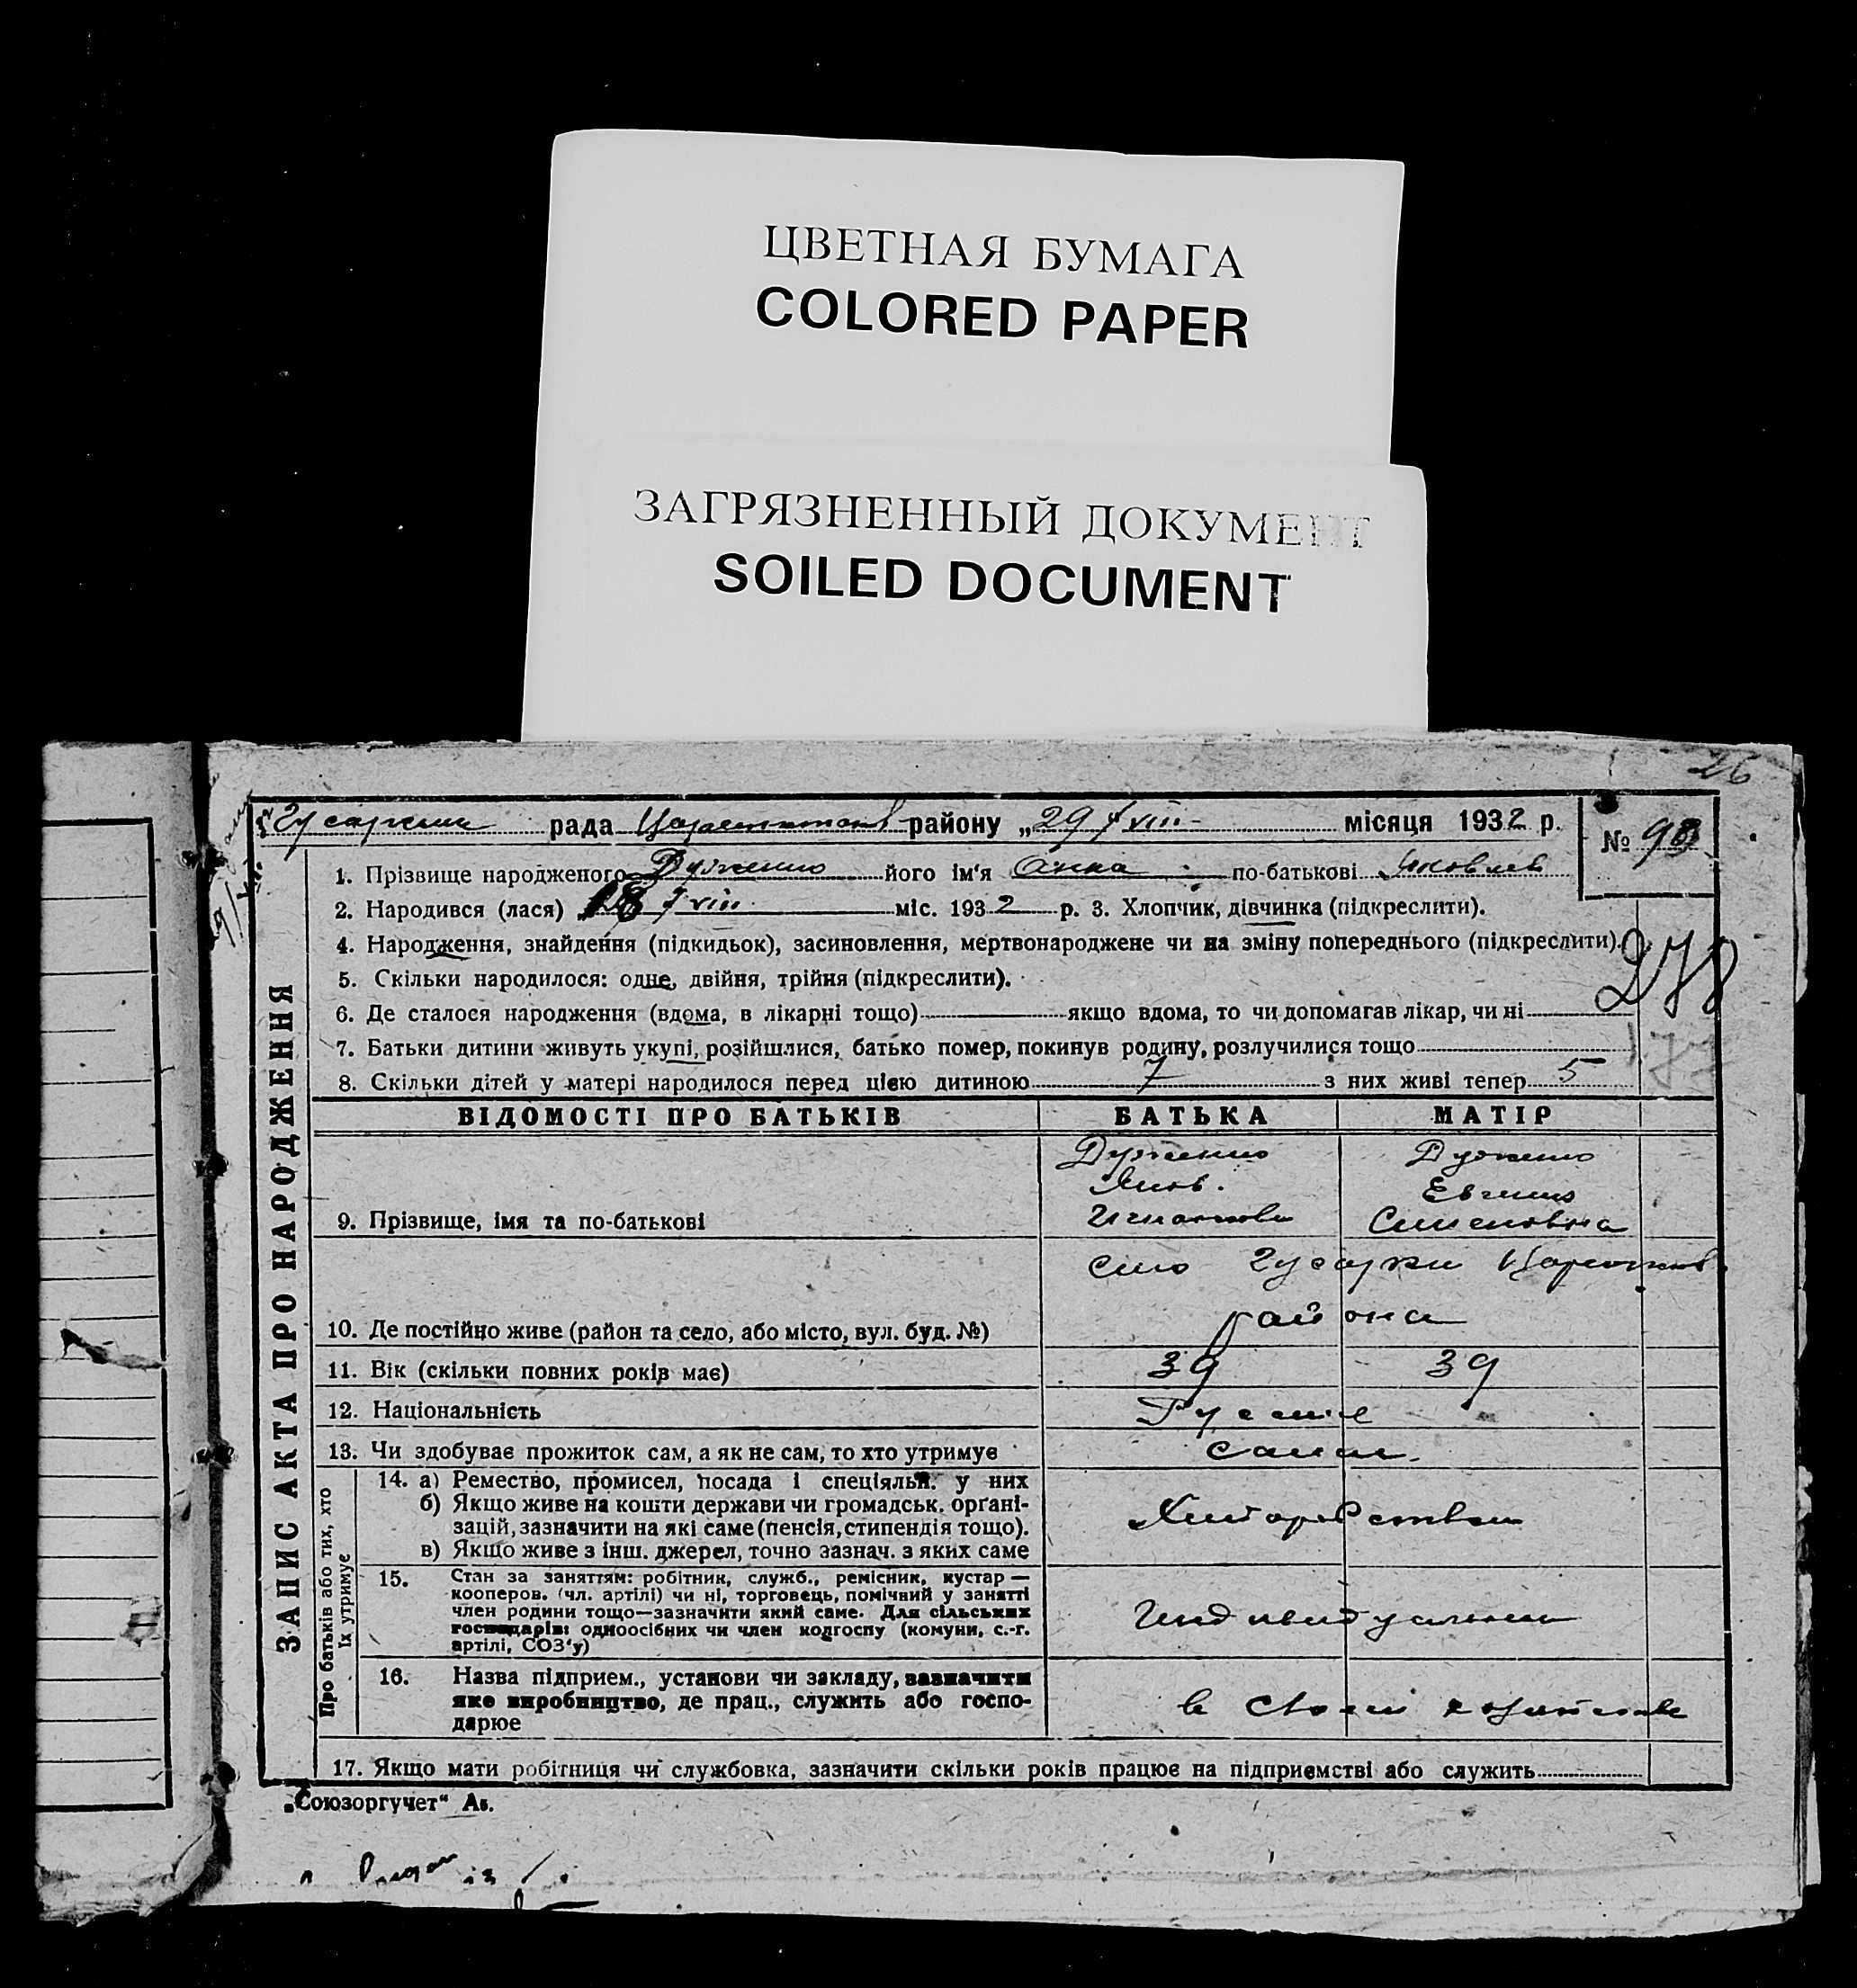 ЦВЕТНАЯ БУМАГА
COLORED PAPER
ЗАГРЯЗНЕННЫЙ ДОКУМЕНТ
SOILED DOCUMENT
26
рада района „29 / VIII місяця 1932 р.
№ 93
1. Прізвище народженого його ім'я Анна по-батькові Яковлев
2. Народився (лася) 18 / VIII міс. 1932 р. 3. Хлопчик, дівчинка (підкреслити).
4. Народження, знайдення (підкидьок), засиновлення, мертвонароджене чи на зміну попереднього (підкреслити).
278
5. Скільки народилося: одне, двійня, трійня (підкреслити).
6. Де сталося народження (вдома, в лікарні тощо) якщо вдома, то чи допомагав лікар, чи ні
7. Батьки дитини живуть укупі, розійшлися, батько помер, покинув родину, розлучилися тощо
8. Скільки дітей у матері народилося перед цією дитиною 7 з них живі тепер 5
ЗАПИС АКТА ПРО НАРОДЖЕННЯ
ВІДОМОСТІ ПРО БАТЬКІВ БАТЬКА МАТІР
Яков.
9. Прізвище, імя та по-батькові Семеновна
село Гусарки
10. Де постійно живе (район та село, або місто, вул. буд. №) района
11. Вік (скільки повних років має) 39 39
12. Національність Русские
13. Чи здобуває прожиток сам, а як не сам, то хто утримує сами
Про батьків або тих, хто
їх утримує
14. а) Ремество, промисел, посада і спеціяльн. у них
б) Якщо живе на кошти держави чи громадськ. орґані-
зацій, зазначити на які саме (пенсія, стипендія тощо).
в) Якщо живе з інш. джерел, точно зазнач. з яких саме
15. Стан за заняттям: робітник, служб., ремісник, кустар —
кооперов. (чл. артілі) чи ні, торговець, помічний у занятті
член родини тощо—зазначити який саме. Для сільських
господарів: одноосібних чи член колгоспу (комуни, с.-г.
артілі, СОЗ'у)
16. Назва підприєм., установи чи закладу, зазначити
яке виробництво, де прац., служить або госпо-
дарює
в своем хозяйстве
17. Якщо мати робітниця чи службовка, зазначити скільки років працює на підприємстві або служить
„Союзоргучет“